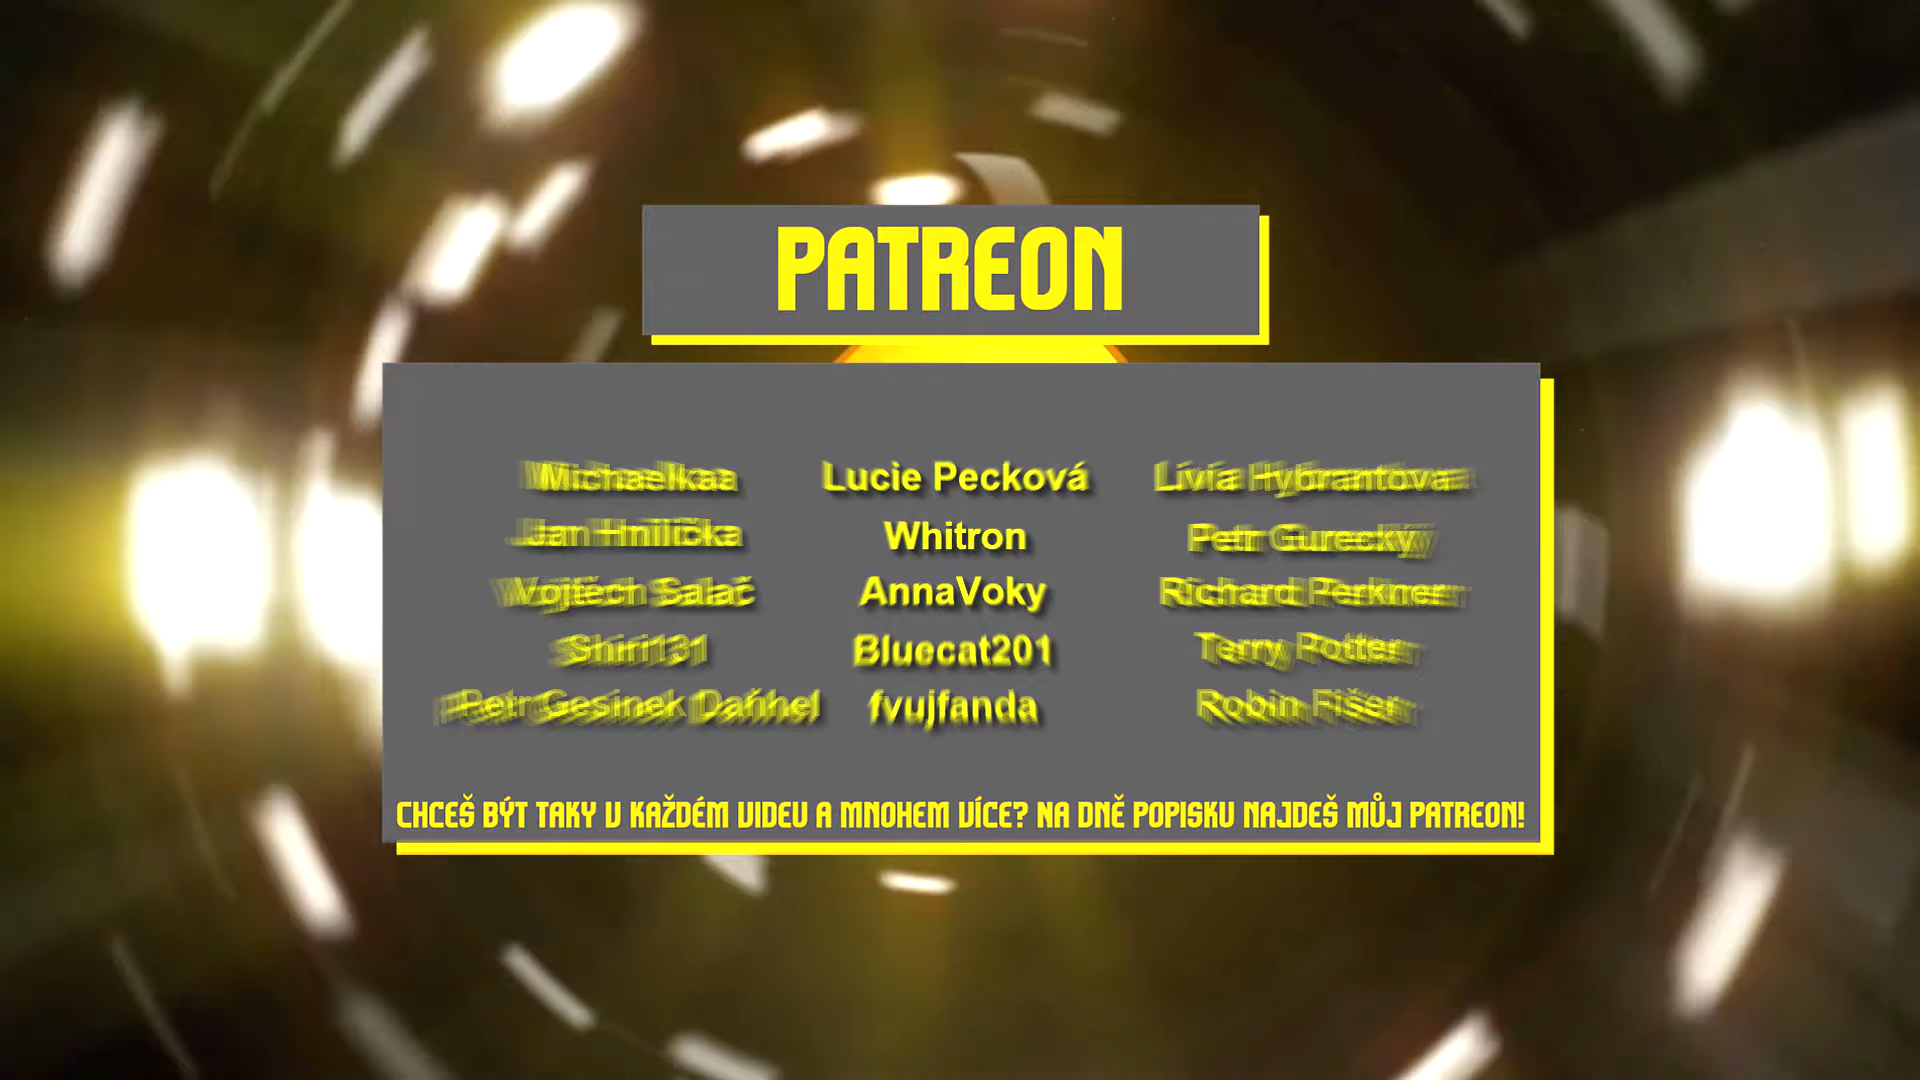 PATREON
Michaelkaa Lucie Pecková Lívia Hybrantova
Jan Hnilička Whitron Petr Gurecký
Vojtěch Salač AnnaVoky Richard Perkner
Shiri131 Bluecat201 Terry Potter
Petr Gesinek Daňhel fvujfanda Robin Fišer
CHCEŠ BÝT TAKY V KAŽDÉM VIDEU A MNOHEM VÍCE? NA DNĚ POPISKU NAJDEŠ MŮJ PATREON!